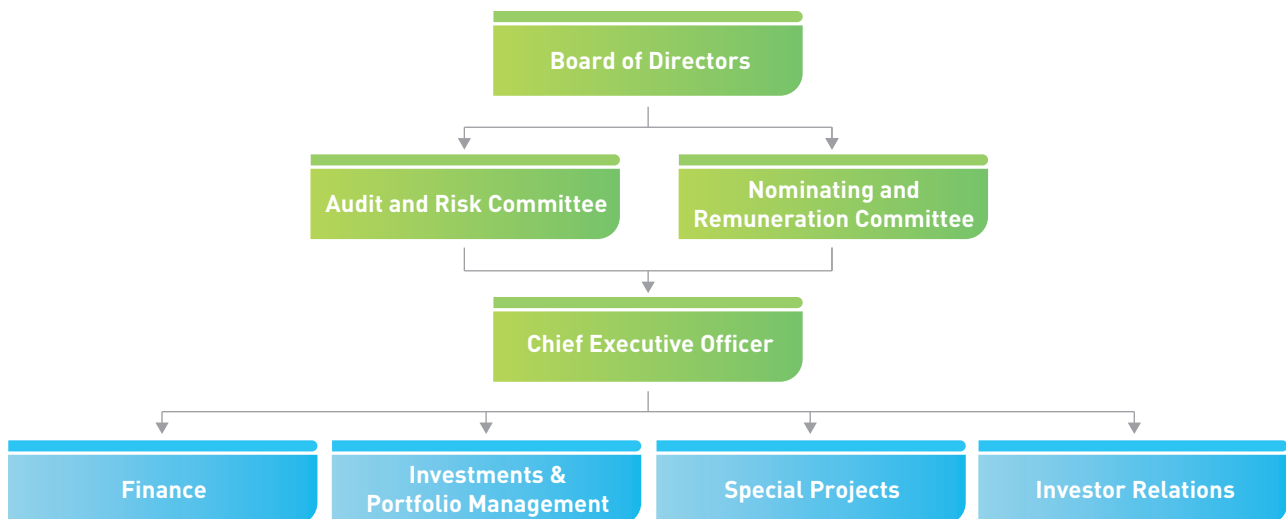 Board of Directors
Audit and Risk Committee
Nominating and
Remuneration Committee
Chief Executive Officer
Finance
Investments &
Portfolio Management
Special Projects
Investor Relations